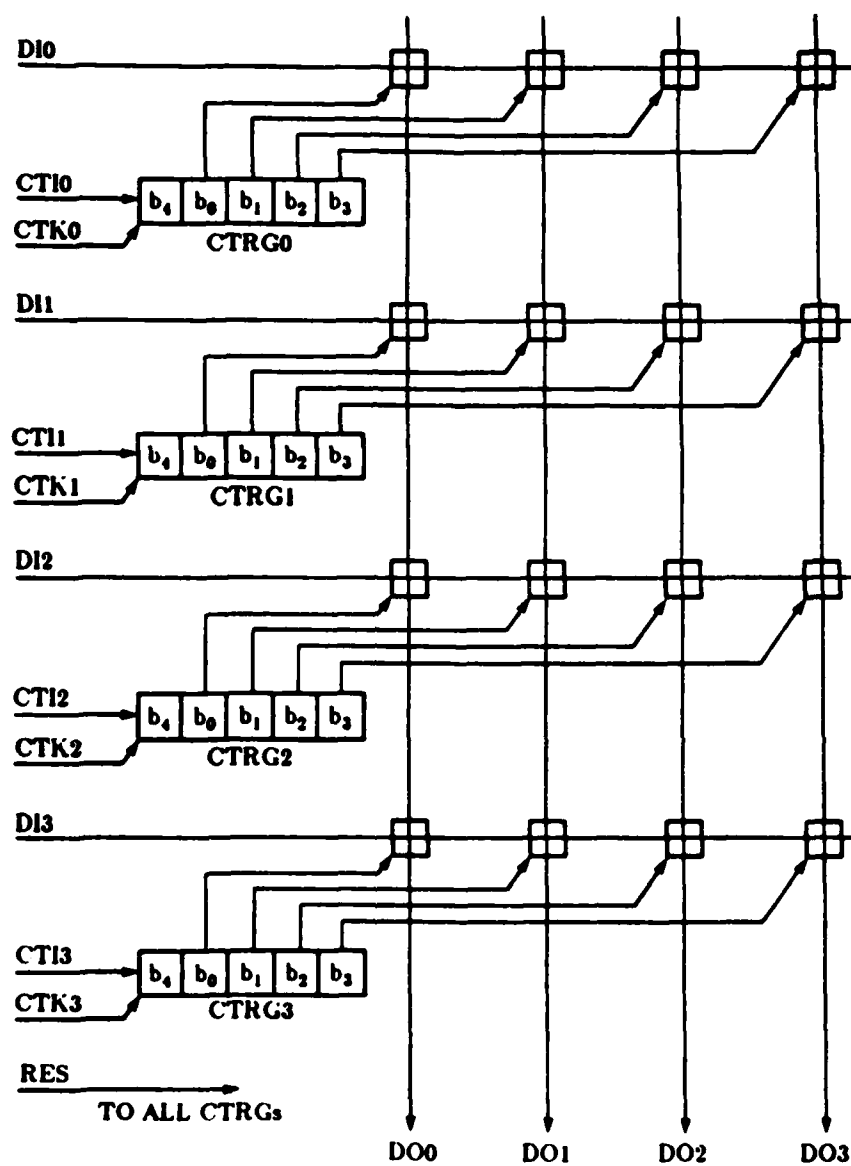 DI0
CTI0
b4 b6 b1 b2 b3
CTK0
CTRG0
DI1
CTI1
b4 b0 b1 b2 b3
CTK1
CTRG1
DI2
CTI2
b4 b0 b1 b2 b3
CTK2
CTRG2
DI3
CTI3
b4 b0 b1 b2 b3
CTK3
CTRG3
RES
TO ALL CTRGs
DO0 DO1 DO2 DO3